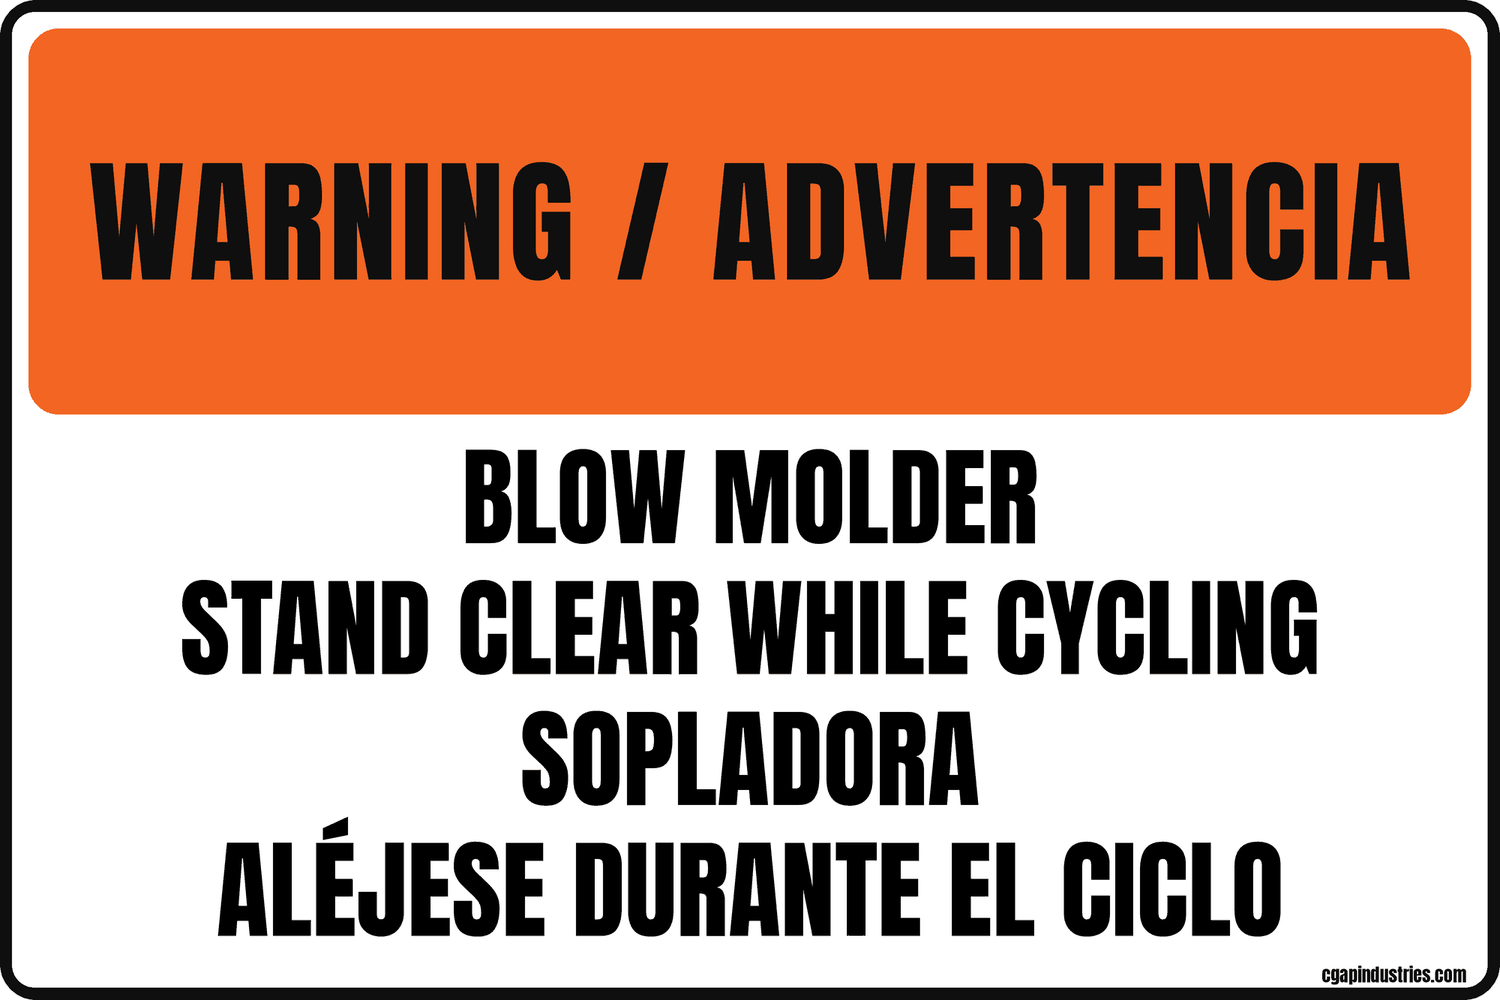 WARNING / ADVERTENCIA
BLOW MOLDER
STAND CLEAR WHILE CYCLING
SOPLADORA
ALÉJESE DURANTE EL CICLO
cgapindustries.com